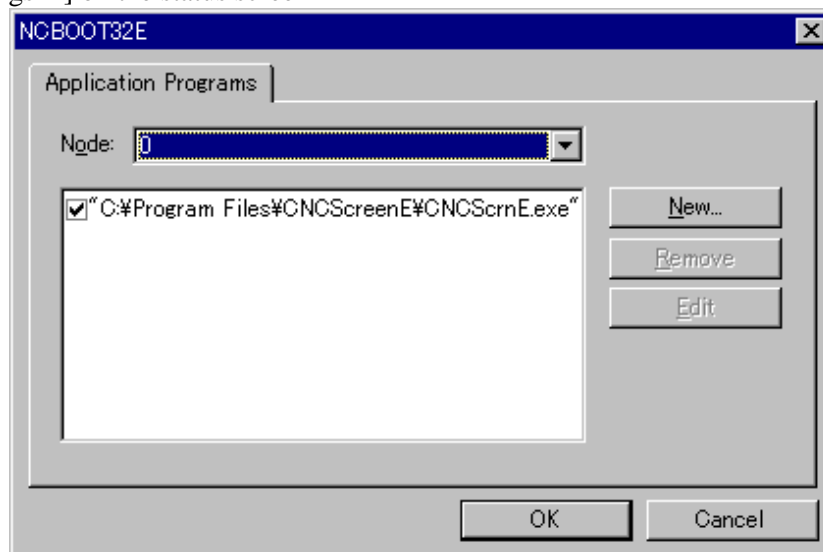 NCBOOT32E
Application Programs
Node: 0
"C:¥Program Files¥CNCScreenE¥CNCScrnE.exe"
New...
Remove
Edit
OK
Cancel